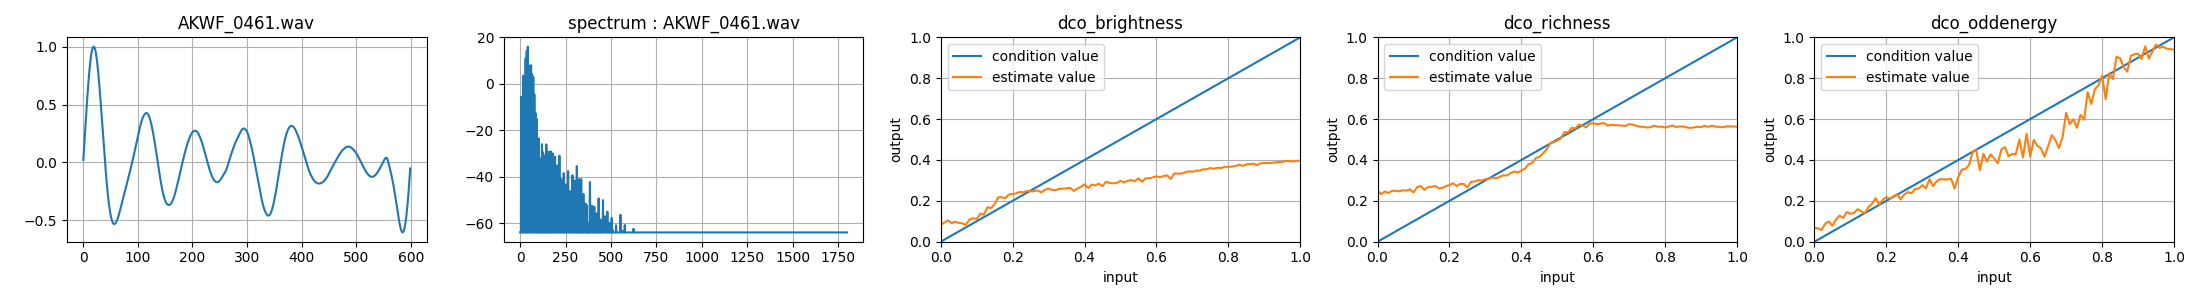 AKWF_0461.wav
1.0
0.5
0.0
−0.5
0 100 200 300 400 500 600
spectrum : AKWF_0461.wav
20
0
−20
−40
−60
0 250 500 750 1000 1250 1500 1750
dco_brightness
condition value
estimate value
output
1.0
0.8
0.6
0.4
0.2
0.0
0.0 0.2 0.4 0.6 0.8 1.0
input
dco_richness
condition value
estimate value
output
1.0
0.8
0.6
0.4
0.2
0.0
0.0 0.2 0.4 0.6 0.8 1.0
input
dco_oddenergy
condition value
estimate value
output
1.0
0.8
0.6
0.4
0.2
0.0
0.0 0.2 0.4 0.6 0.8 1.0
input